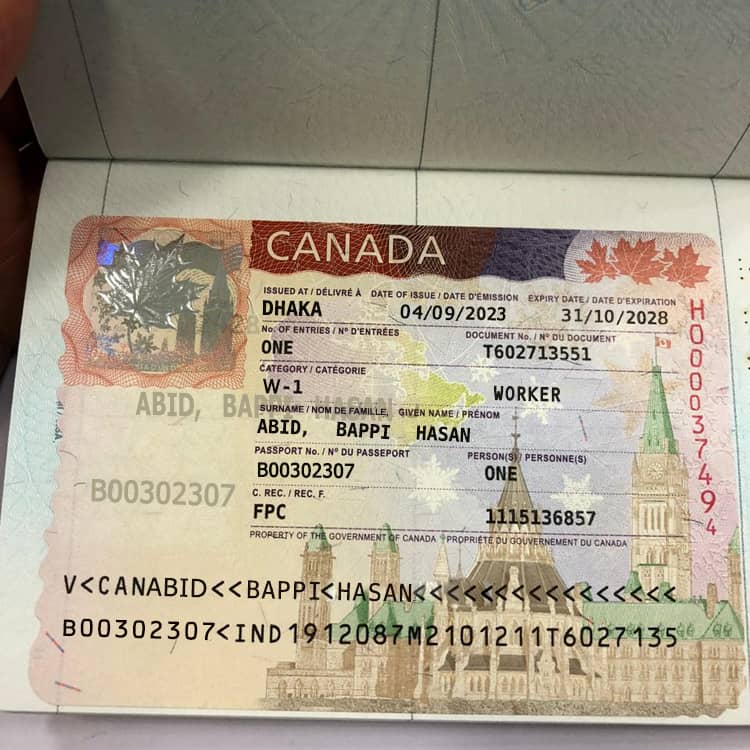 CANADA
ISSUED AT / DÉLIVRÉ À DATE OF ISSUE / DATE D'ÉMISSION EXPIRY DATE / DATE D'EXPIRATION
DHAKA 04/09/2023 31/10/2028
No. OF ENTRIES / Nº D'ENTRÉES DOCUMENT No. / Nº DU DOCUMENT
ONE T602713551
CATEGORY / CATÉGORIE
W-1 WORKER
ABID, BAPPI HASAN
SURNAME / NOM DE FAMILLE, GIVEN NAME / PRÉNOM
ABID, BAPPI HASAN
PASSPORT No. / Nº DU PASSEPORT PERSON(S) / PERSONNE(S)
B00302307 ONE
B00302307
C. REC. / REC. F.
FPC 1115136857
PROPERTY OF THE GOVERNMENT OF CANADA PROPRIÉTÉ DU GOUVERNEMENT DU CANADA
V<CANABID<<BAPPI<HASAN<<<<<<<<<<<<<<
B00302307<IND1912087M2101211T6027135
H000037494